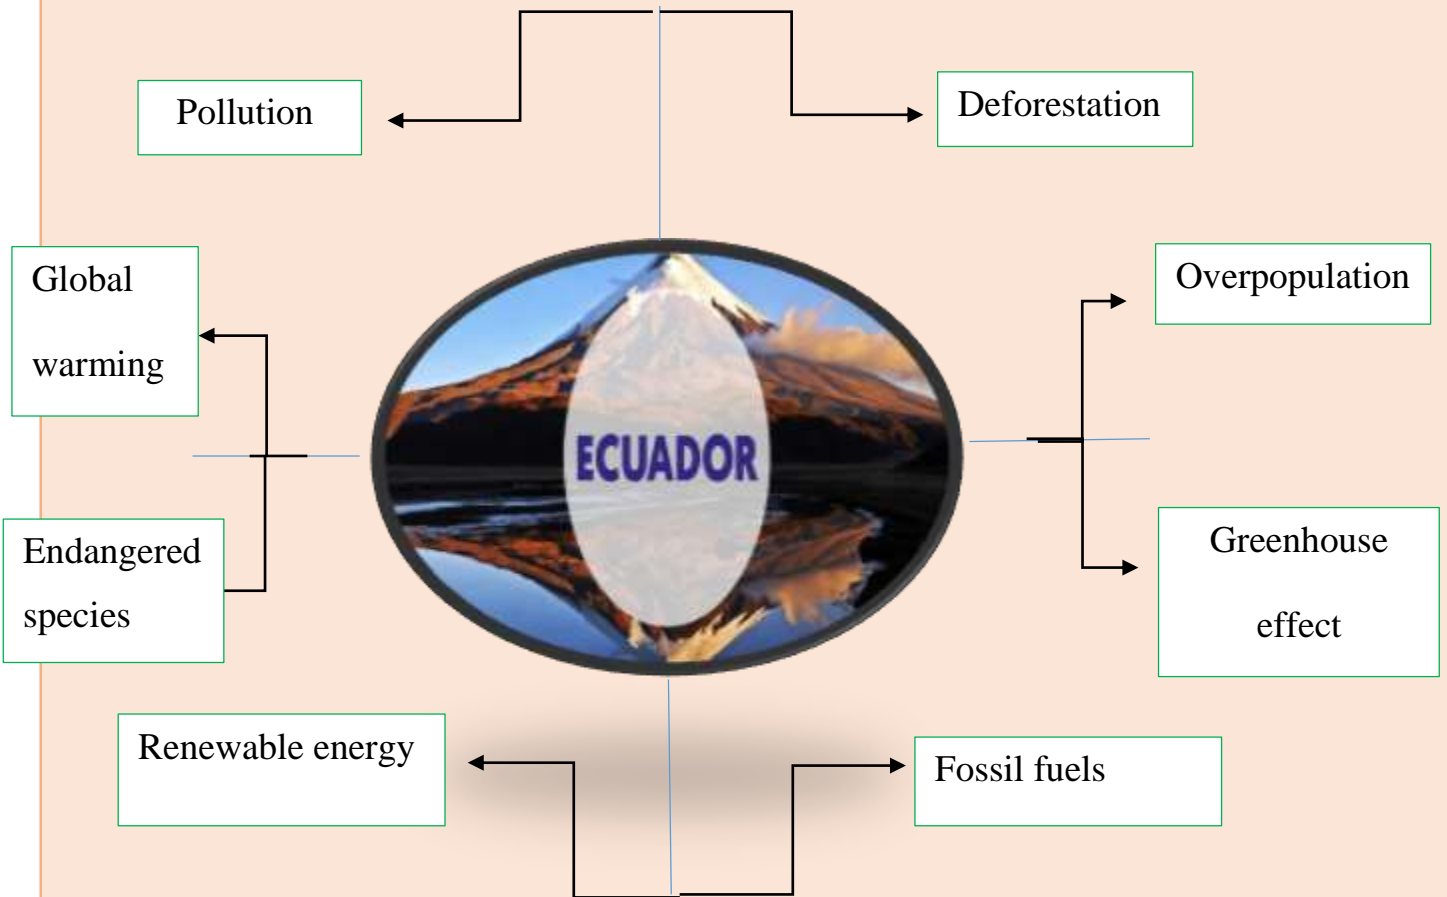 Pollution
Deforestation
Global
warming
Overpopulation
ECUADOR
Endangered
species
Greenhouse
effect
Renewable energy
Fossil fuels